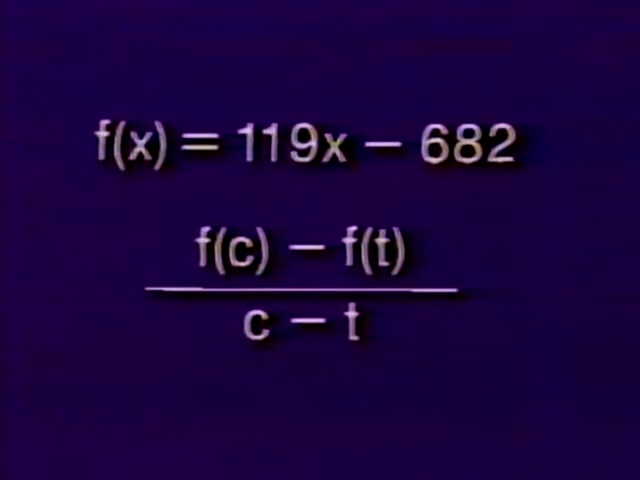 f(x) = 119x − 682
f(c) − f(t)
c − t